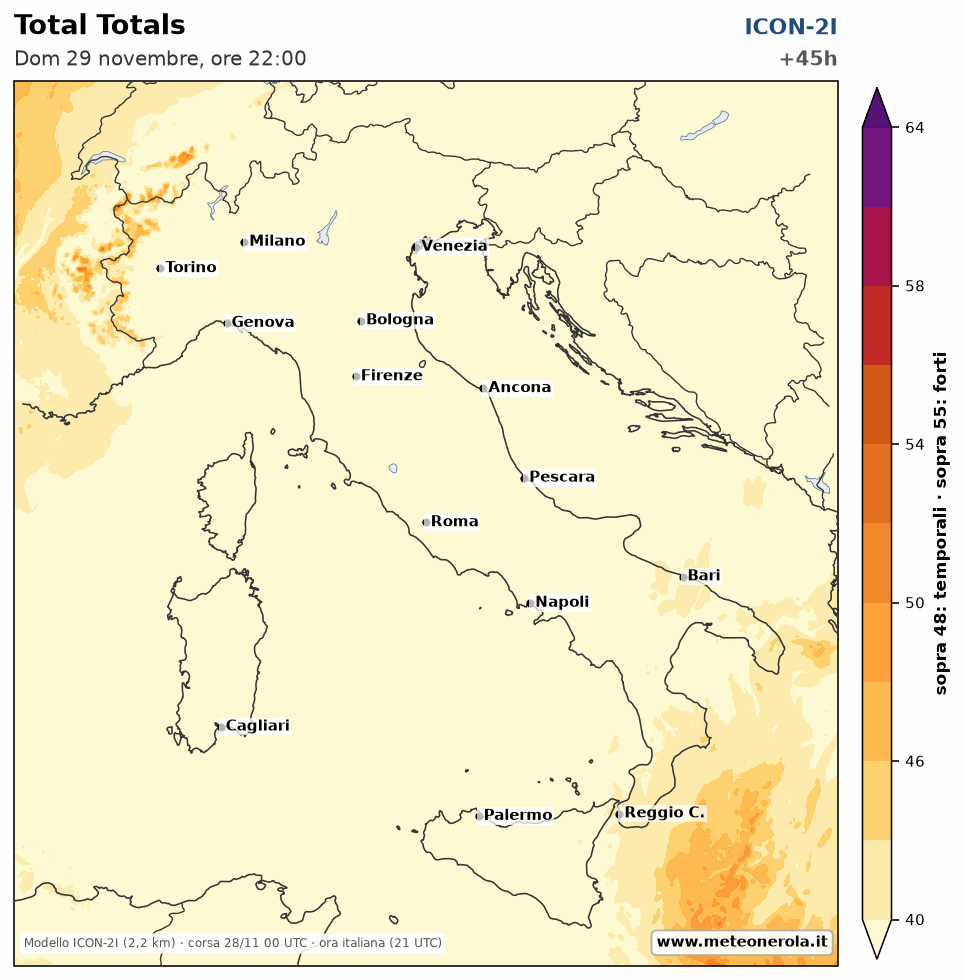 Total Totals
ICON-2I
Dom 29 novembre, ore 22:00
+45h
Milano
Venezia
Torino
Genova
Bologna
Firenze
Ancona
Pescara
Roma
Bari
Napoli
Cagliari
Palermo
Reggio C.
64
58
54
50
46
40
sopra 48: temporali · sopra 55: forti
Modello ICON-2I (2,2 km) · corsa 28/11 00 UTC · ora italiana (21 UTC)
www.meteonerola.it